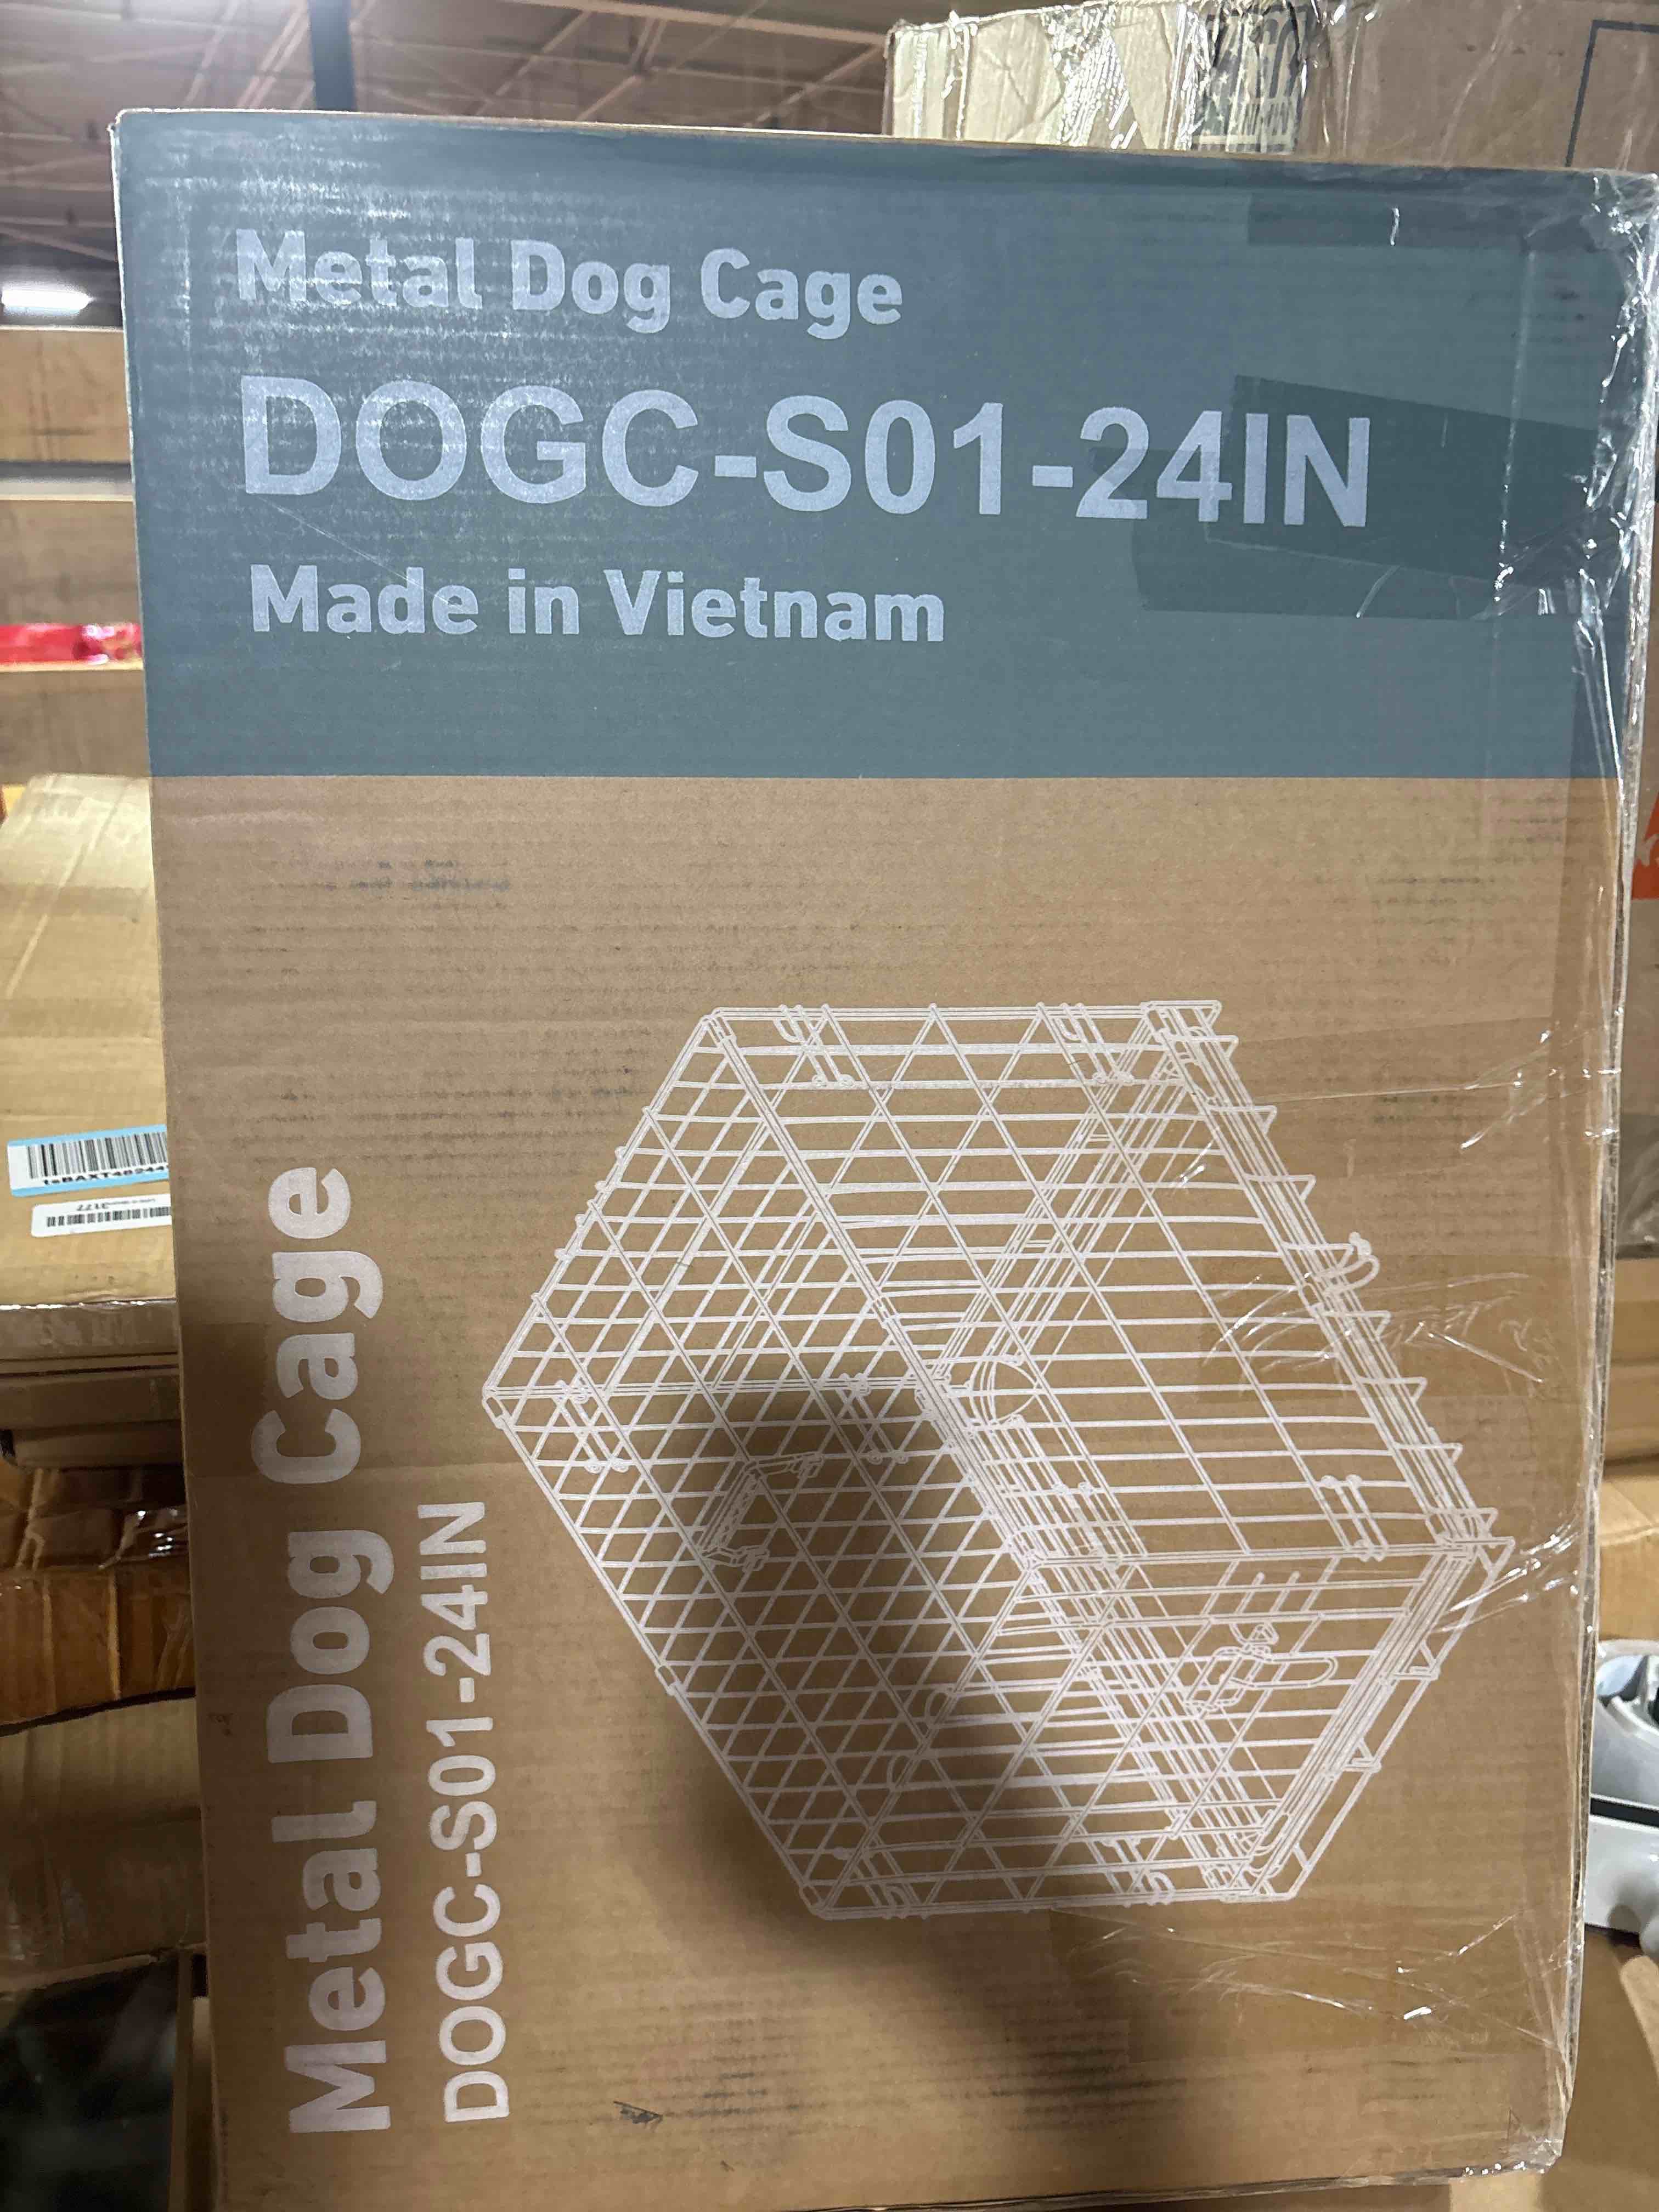 Metal Dog Cage
DOGC-S01-24IN
Made in Vietnam
Metal Dog Cage
DOGC-S01-24IN